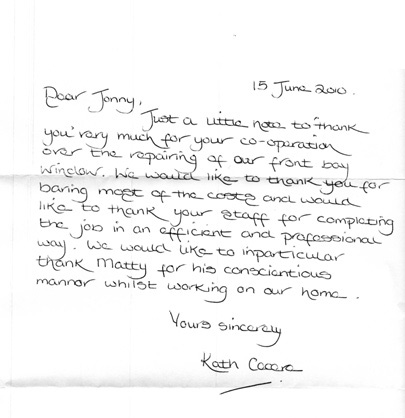 15 June 2010.
Dear Jonny,
Just a little note to thank
you very much for your co-operation
over the repairing of our front bay
window. We would like to thank you for
baring most of the costs and would
like to thank your staff for completing
the job in an efficient and professional
way. We would like to inparticular
thank Matty for his conscientious
mannor whilst working on our home.
Yours sincerely
Kath